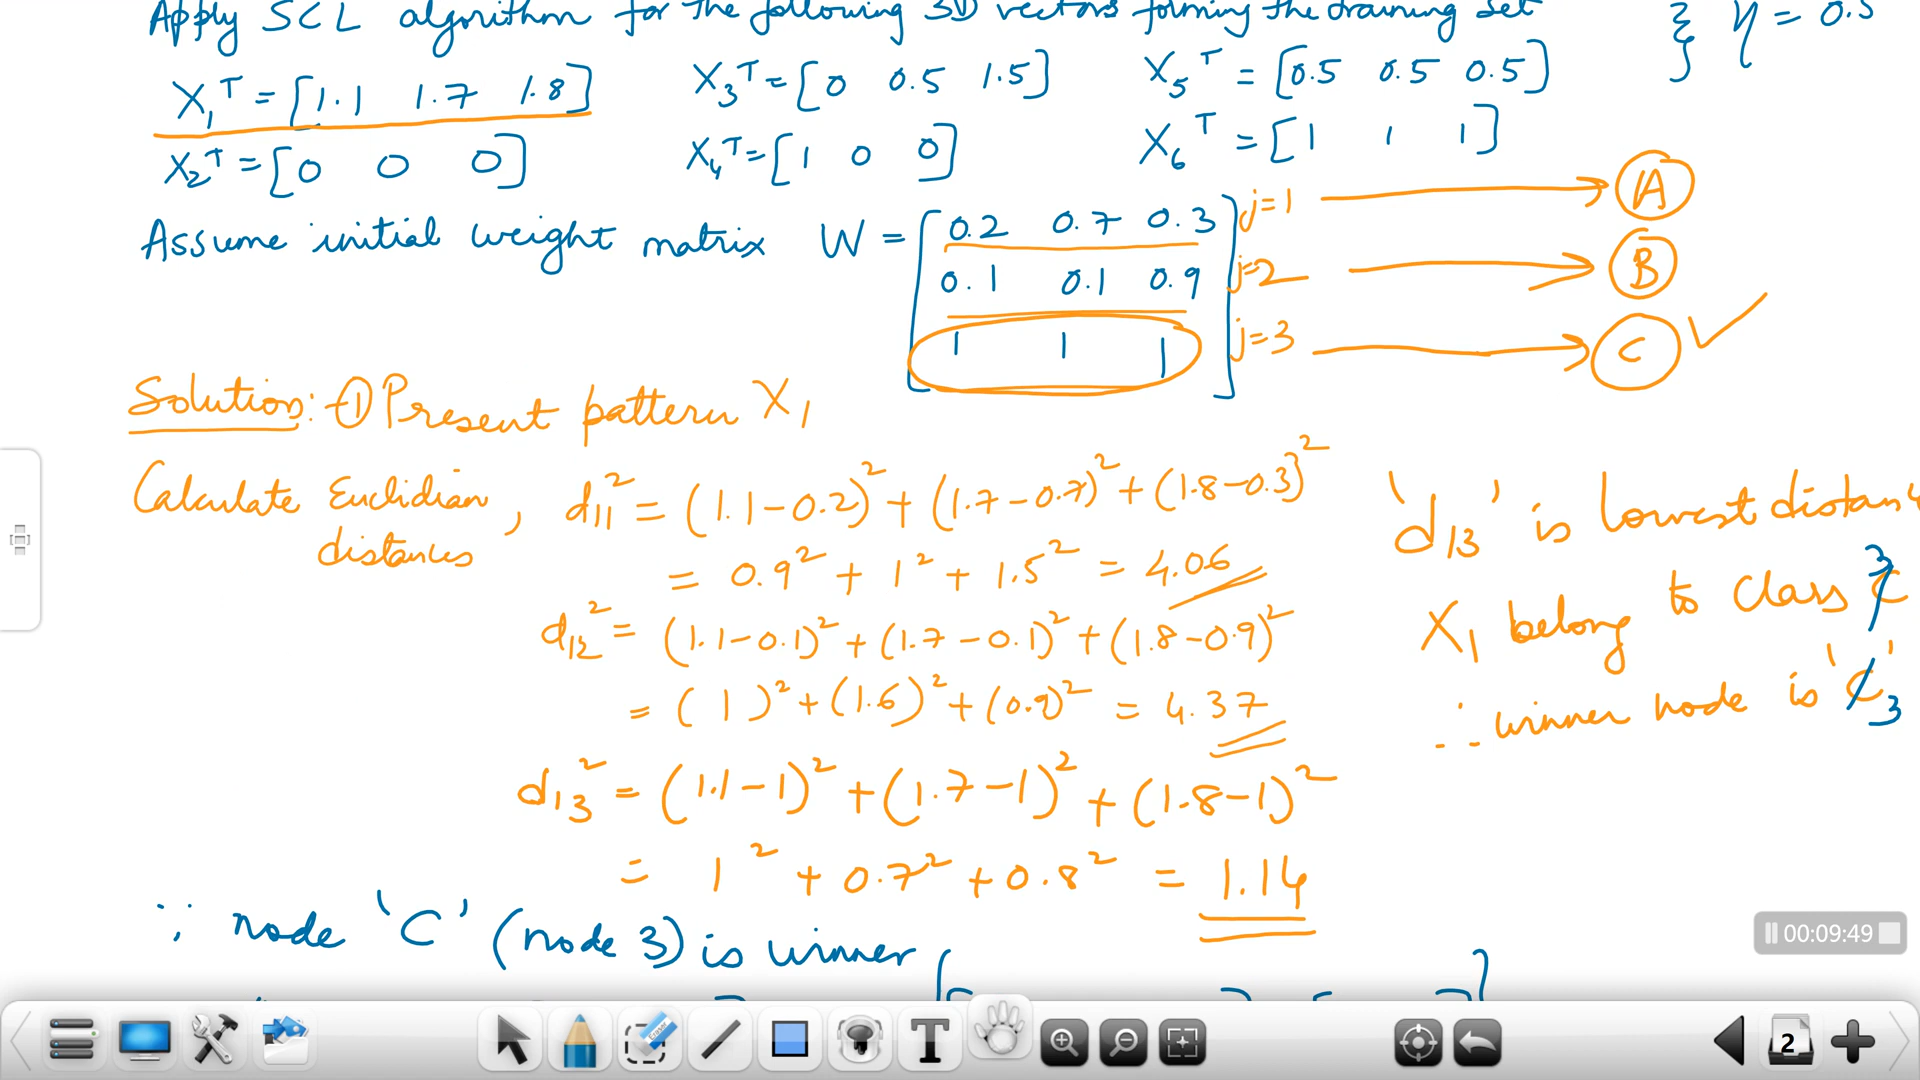 Apply SCL algorithm for the following 3D vectors forming the training set } η = 0.5
X₁ᵀ = [1.1 1.7 1.8] X₃ᵀ = [0 0.5 1.5] X₅ᵀ = [0.5 0.5 0.5]
X₂ᵀ = [0 0 0] X₄ᵀ = [1 0 0] X₆ᵀ = [1 1 1]
Assume initial weight matrix W =
[0.2 0.7 0.3] j=1 → A
[0.1 0.1 0.9] j=2 → B
[1 1 1] j=3 → C ✓
Solution:- ① Present pattern X₁
Calculate Euclidian distances, d₁₁² = (1.1-0.2)² + (1.7-0.7)² + (1.8-0.3)²
= 0.9² + 1² + 1.5² = 4.06
d₁₂² = (1.1-0.1)² + (1.7-0.1)² + (1.8-0.9)²
= (1)² + (1.6)² + (0.9)² = 4.37
d₁₃² = (1.1-1)² + (1.7-1)² + (1.8-1)²
= 1² + 0.7² + 0.8² = 1.14
'd₁₃' is lowest distan
X₁ belong to class 3
∴ winner node is '3'
∵ node 'C' (node 3) is winner
00:09:49
T
2